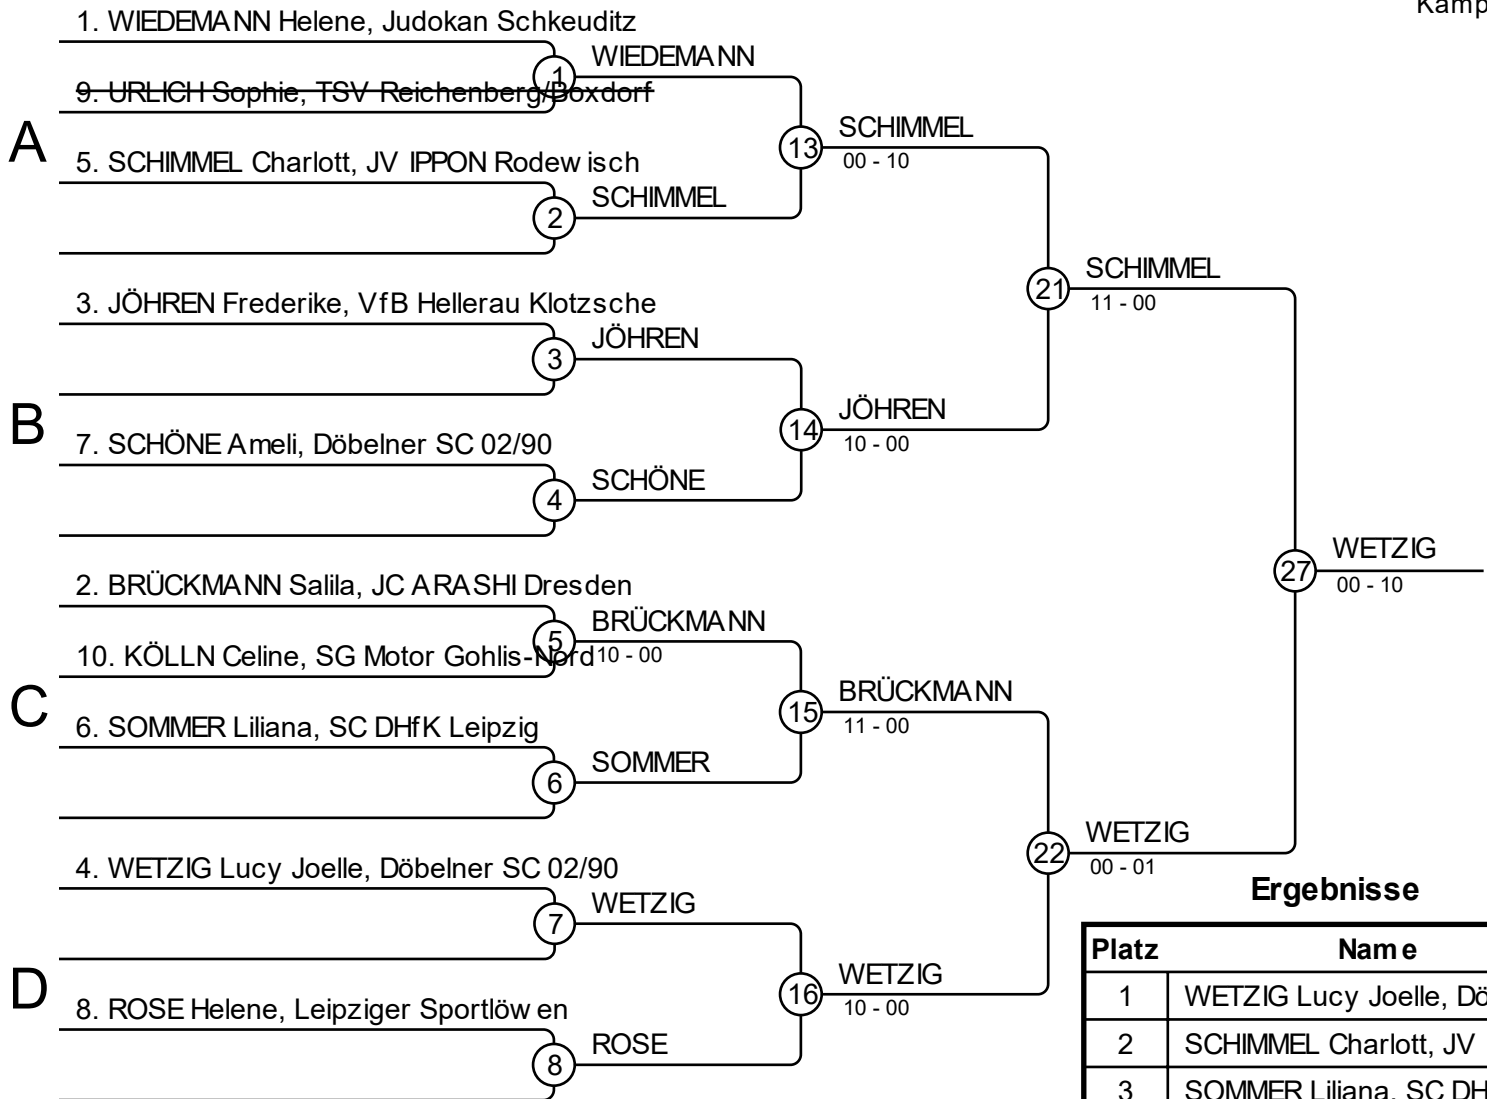 Kamp
1. WIEDEMANN Helene, Judokan Schkeuditz
WIEDEMANN
1
9. URLICH Sophie, TSV Reichenberg/Boxdorf
A
SCHIMMEL
13
00 - 10
5. SCHIMMEL Charlott, JV IPPON Rodewisch
SCHIMMEL
2
SCHIMMEL
21
11 - 00
3. JÖHREN Frederike, VfB Hellerau Klotzsche
JÖHREN
3
B
JÖHREN
14
10 - 00
7. SCHÖNE Ameli, Döbelner SC 02/90
SCHÖNE
4
WETZIG
27
00 - 10
2. BRÜCKMANN Salila, JC ARASHI Dresden
BRÜCKMANN
5
10. KÖLLN Celine, SG Motor Gohlis-Nord
10 - 00
C
BRÜCKMANN
15
11 - 00
6. SOMMER Liliana, SC DHfK Leipzig
SOMMER
6
WETZIG
22
00 - 01
4. WETZIG Lucy Joelle, Döbelner SC 02/90
WETZIG
7
D
WETZIG
16
10 - 00
8. ROSE Helene, Leipziger Sportlöwen
ROSE
8
Ergebnisse
Platz Name
1 WETZIG Lucy Joelle, Dö
2 SCHIMMEL Charlott, JV
3 SOMMER Liliana, SC DH